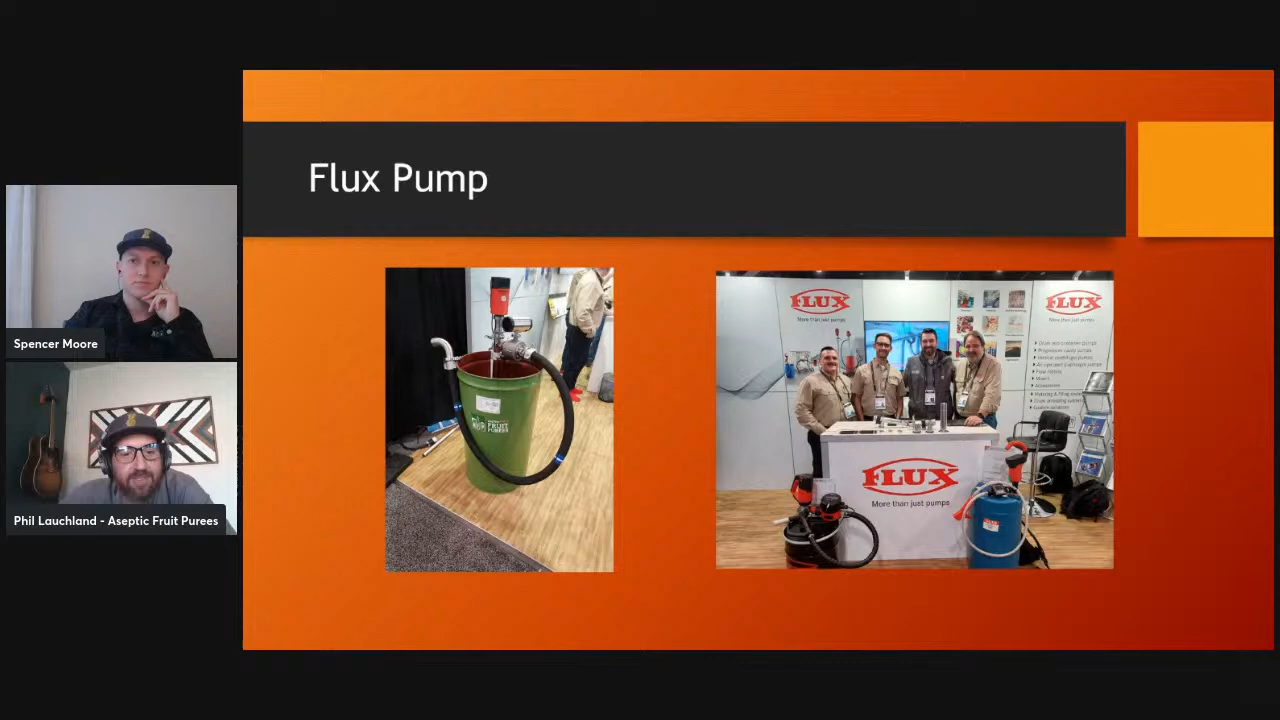 Flux Pump
Spencer Moore
Phil Lauchland - Aseptic Fruit Purees
FRUIT
PUREES
FLUX
More than just pumps
FLUX
More than just pumps
FLUX
More than just pumps